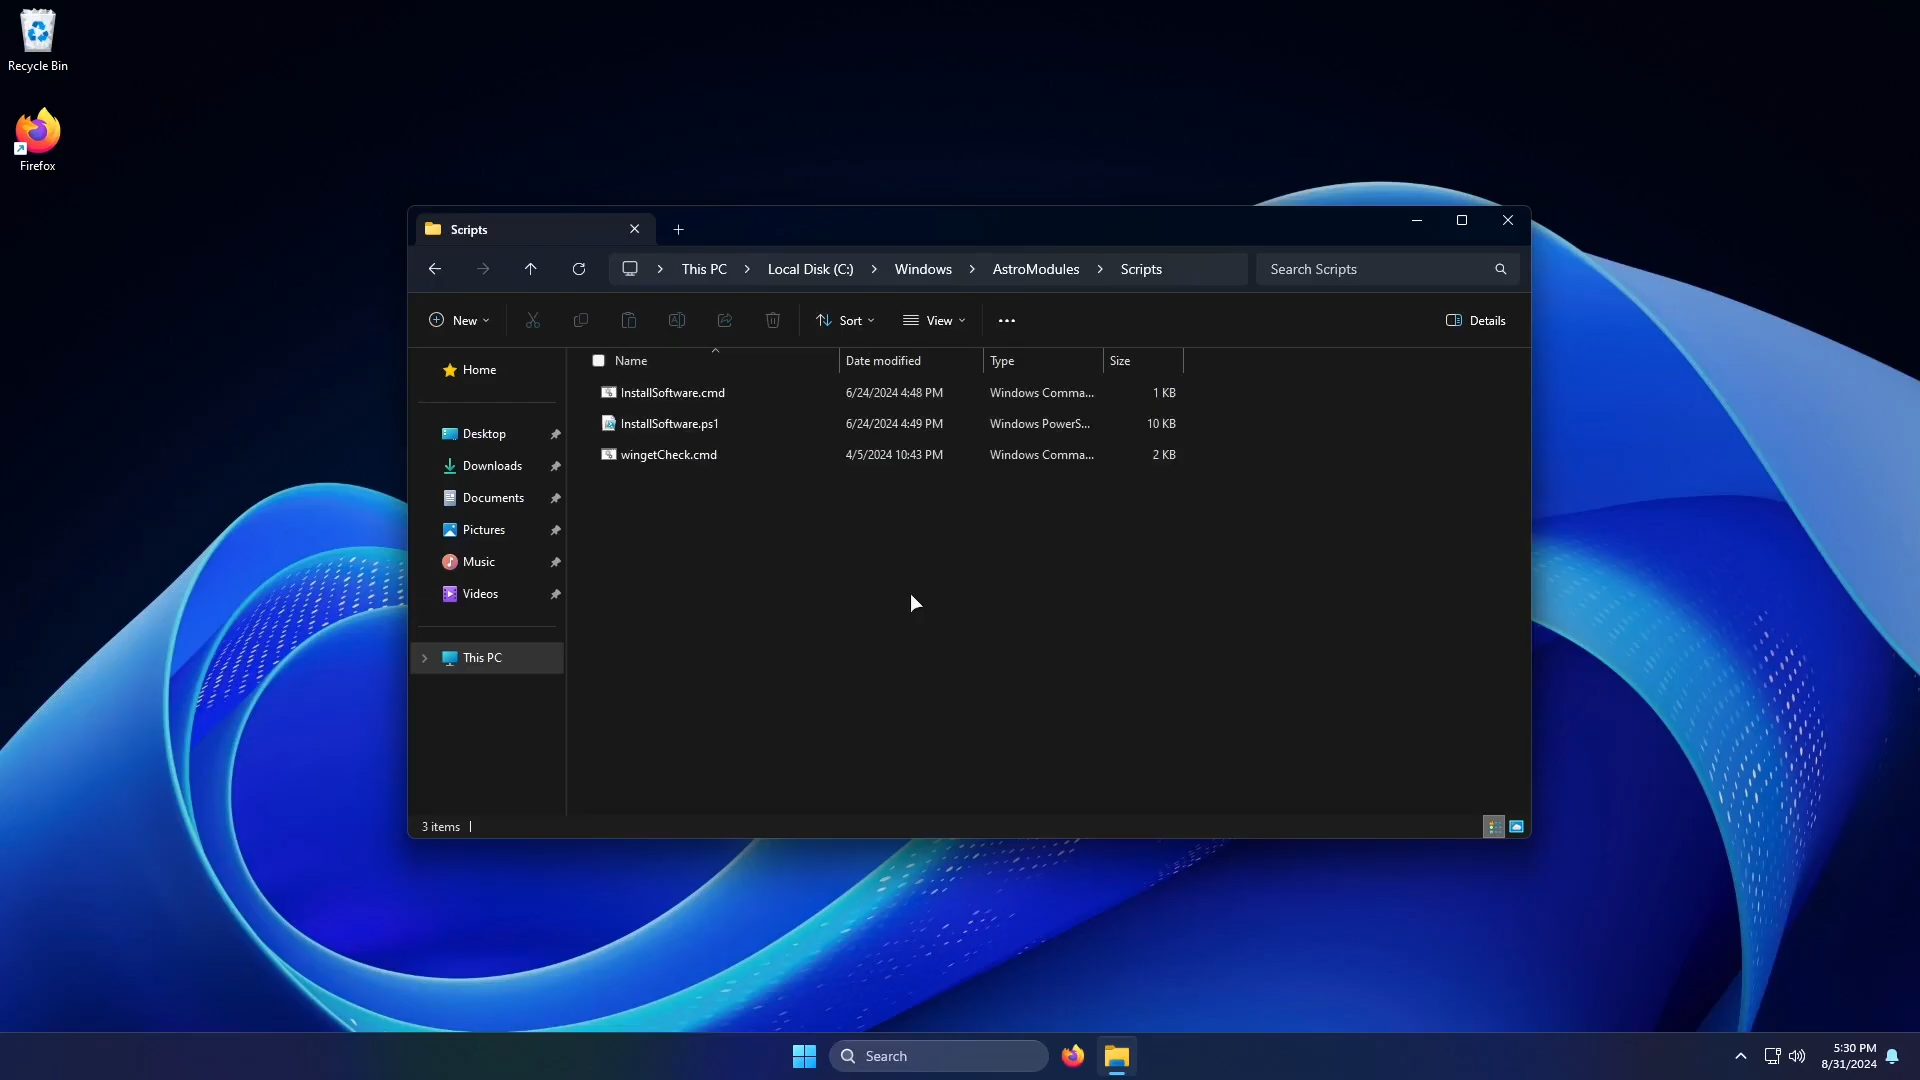 Recycle Bin
Firefox
Scripts
This PC
Local Disk (C:)
Windows
AstroModules
Scripts
Search Scripts
New
Sort
View
Details
Name
Date modified
Type
Size
InstallSoftware.cmd
6/24/2024 4:48 PM
Windows Comma...
1 KB
InstallSoftware.ps1
6/24/2024 4:49 PM
Windows PowerS...
10 KB
wingetCheck.cmd
4/5/2024 10:43 PM
Windows Comma...
2 KB
Home
Desktop
Downloads
Documents
Pictures
Music
Videos
This PC
3 items
Search
5:30 PM
8/31/2024